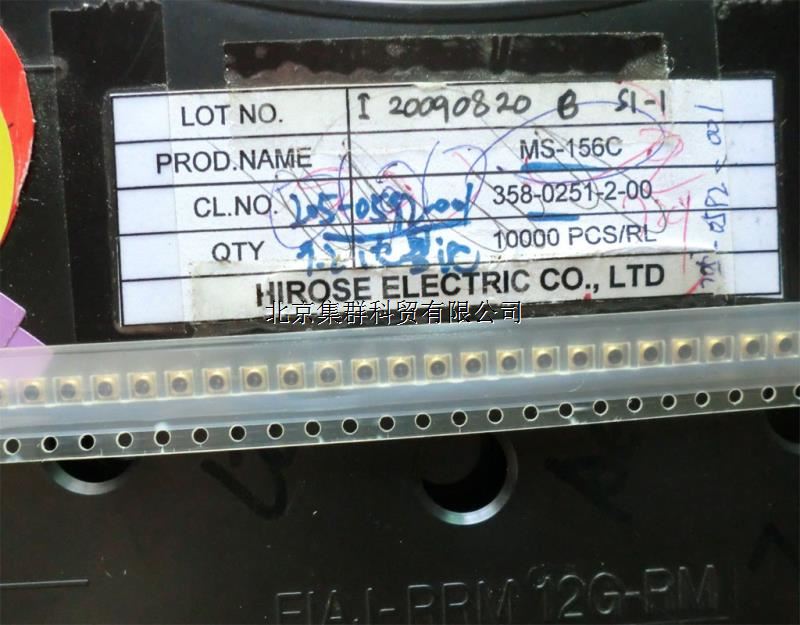 LOT NO. I 20090820 B S1-1
PROD.NAME MS-156C
CL.NO. 358-0251-2-00
QTY 10000 PCS/RL
HIROSE ELECTRIC CO., LTD
北京集群科贸有限公司
EIAJ-RRM 12G-RM